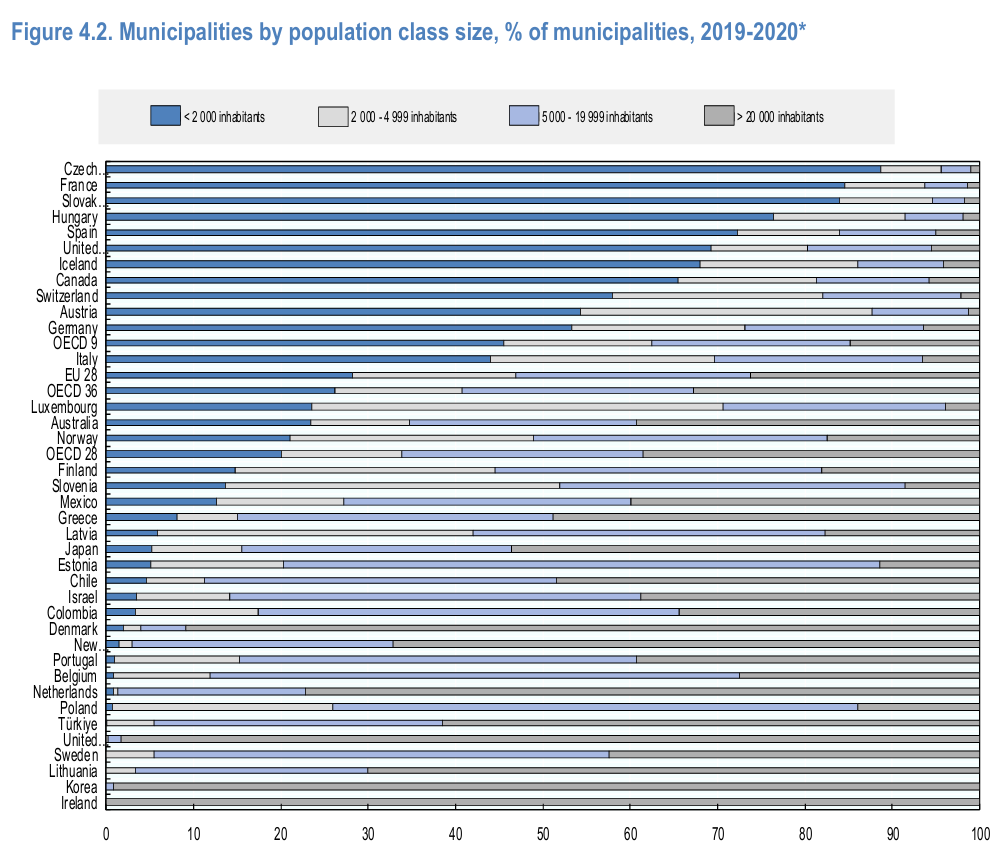 Figure 4.2. Municipalities by population class size, % of municipalities, 2019-2020*
< 2 000 inhabitants
2 000 - 4 999 inhabitants
5 000 - 19 999 inhabitants
> 20 000 inhabitants
Czech..
France
Slovak..
Hungary
Spain
United..
Iceland
Canada
Switzerland
Austria
Germany
OECD 9
Italy
EU 28
OECD 36
Luxembourg
Australia
Norway
OECD 28
Finland
Slovenia
Mexico
Greece
Latvia
Japan
Estonia
Chile
Israel
Colombia
Denmark
New..
Portugal
Belgium
Netherlands
Poland
Türkiye
United..
Sweden
Lithuania
Korea
Ireland
0 10 20 30 40 50 60 70 80 90 100